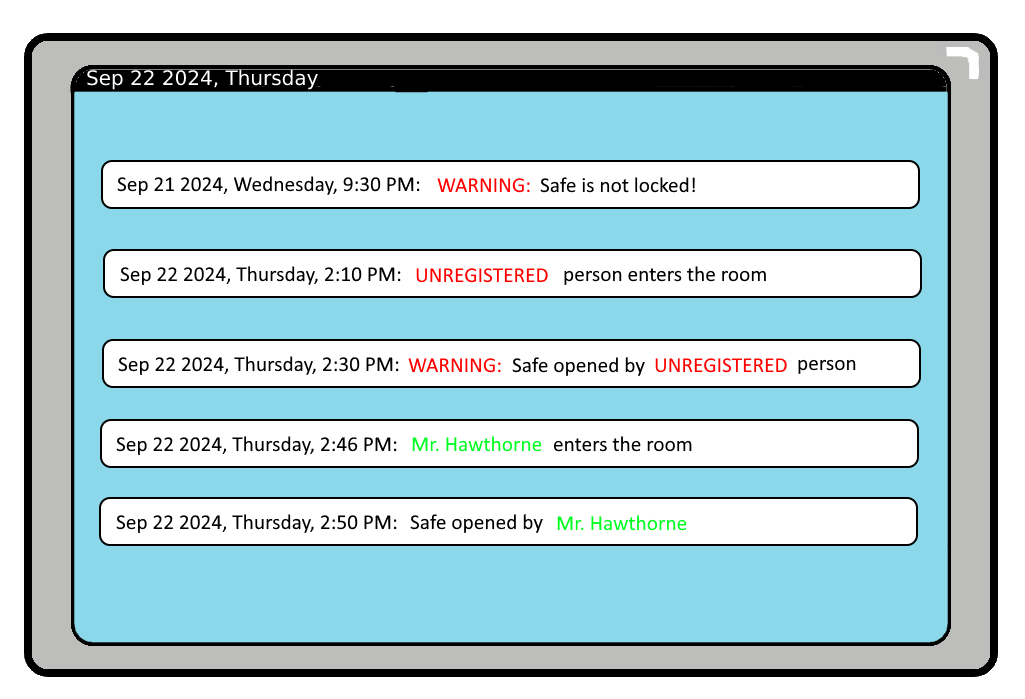 Sep 22 2024, Thursday
Sep 21 2024, Wednesday, 9:30 PM: WARNING: Safe is not locked!
Sep 22 2024, Thursday, 2:10 PM: UNREGISTERED person enters the room
Sep 22 2024, Thursday, 2:30 PM: WARNING: Safe opened by UNREGISTERED person
Sep 22 2024, Thursday, 2:46 PM: Mr. Hawthorne enters the room
Sep 22 2024, Thursday, 2:50 PM: Safe opened by Mr. Hawthorne